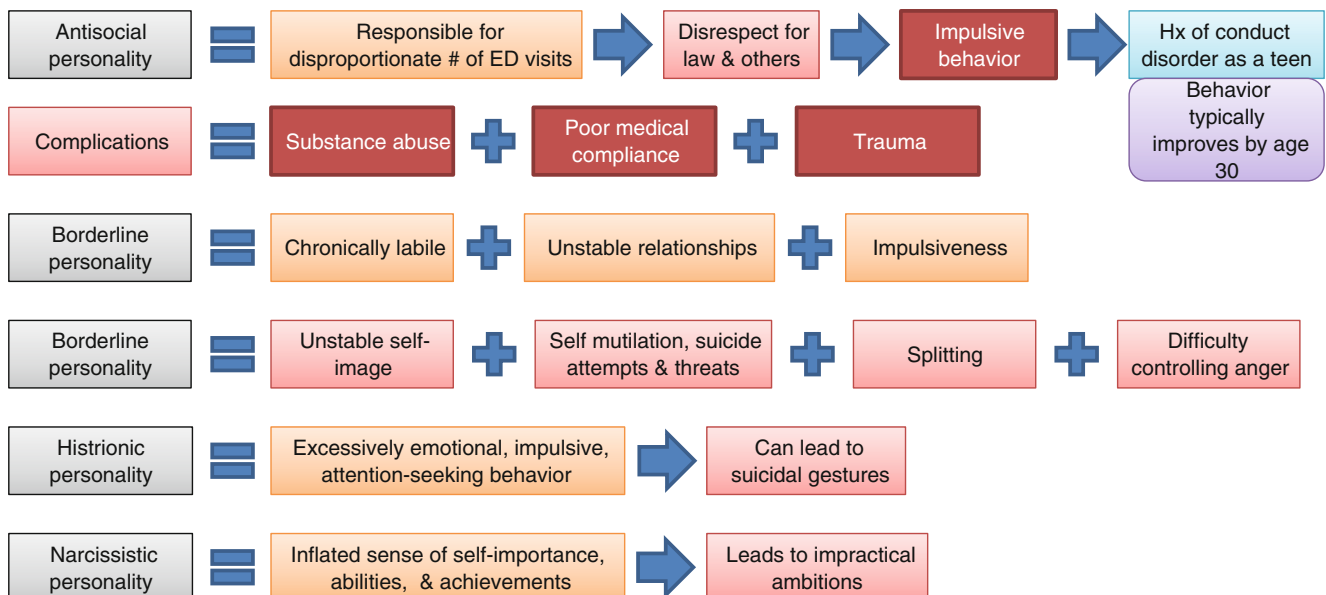 Antisocial
personality
Responsible for
disproportionate # of ED visits
Disrespect for
law & others
Impulsive
behavior
Hx of conduct
disorder as a teen
Behavior
typically
improves by age
30
Complications
Substance abuse
Poor medical
compliance
Trauma
Borderline
personality
Chronically labile
Unstable relationships
Impulsiveness
Borderline
personality
Unstable self-
image
Self mutilation, suicide
attempts & threats
Splitting
Difficulty
controlling anger
Histrionic
personality
Excessively emotional, impulsive,
attention-seeking behavior
Can lead to
suicidal gestures
Narcissistic
personality
Inflated sense of self-importance,
abilities, & achievements
Leads to impractical
ambitions